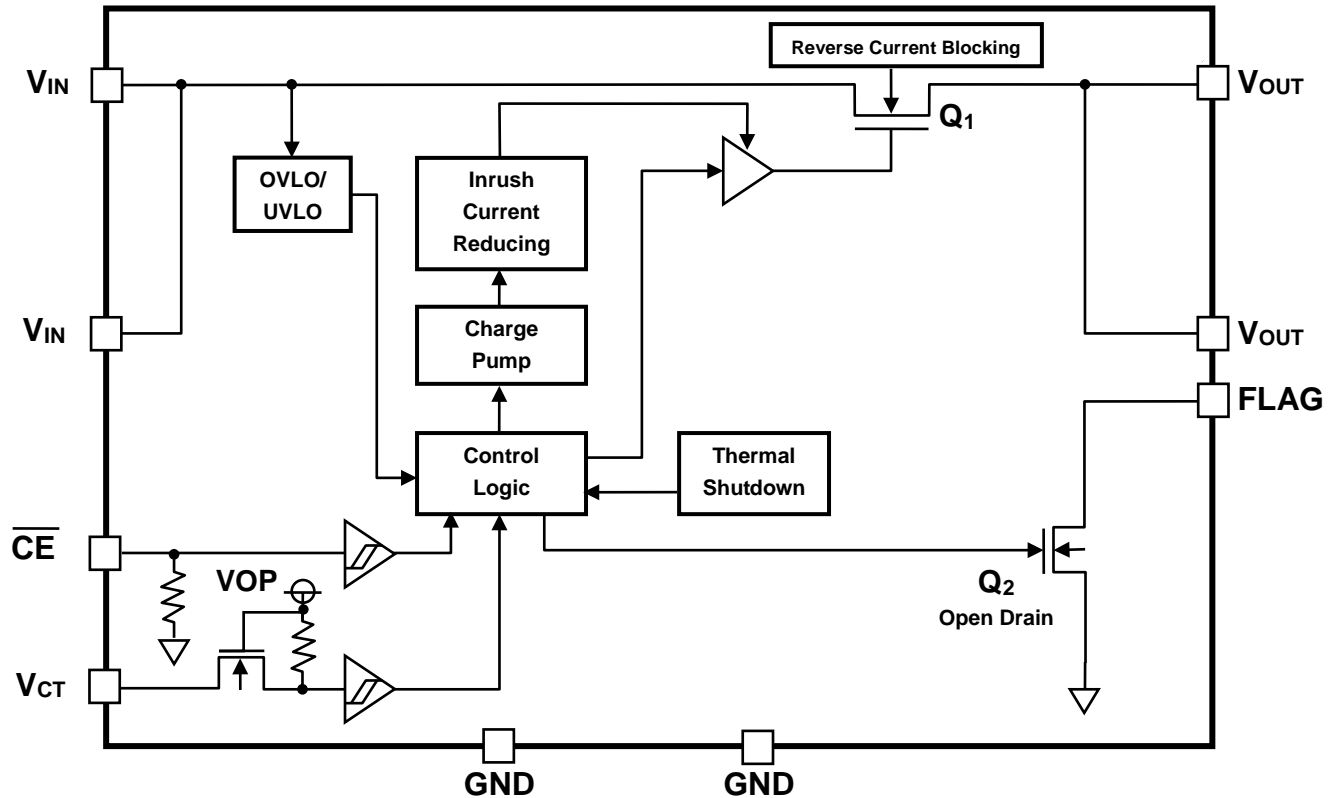 Reverse Current Blocking
VIN
VOUT
Q1
OVLO/
UVLO
Inrush
Current
Reducing
VIN
Charge
Pump
VOUT
FLAG
Control
Logic
Thermal
Shutdown
CE
VOP
Q2
Open Drain
VCT
GND
GND